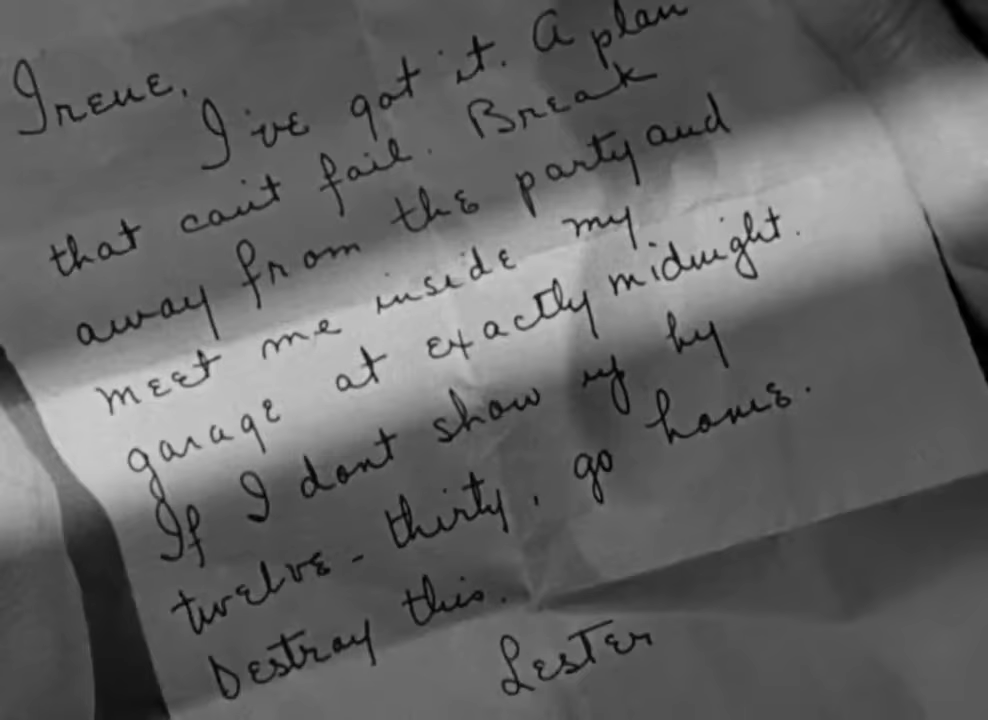 Irene,
I've got it. A plan
that can't fail. Break
away from the party and
meet me inside my
garage at exactly midnight.
If I dont show up by
twelve-thirty, go home.
Destroy this.
Lester